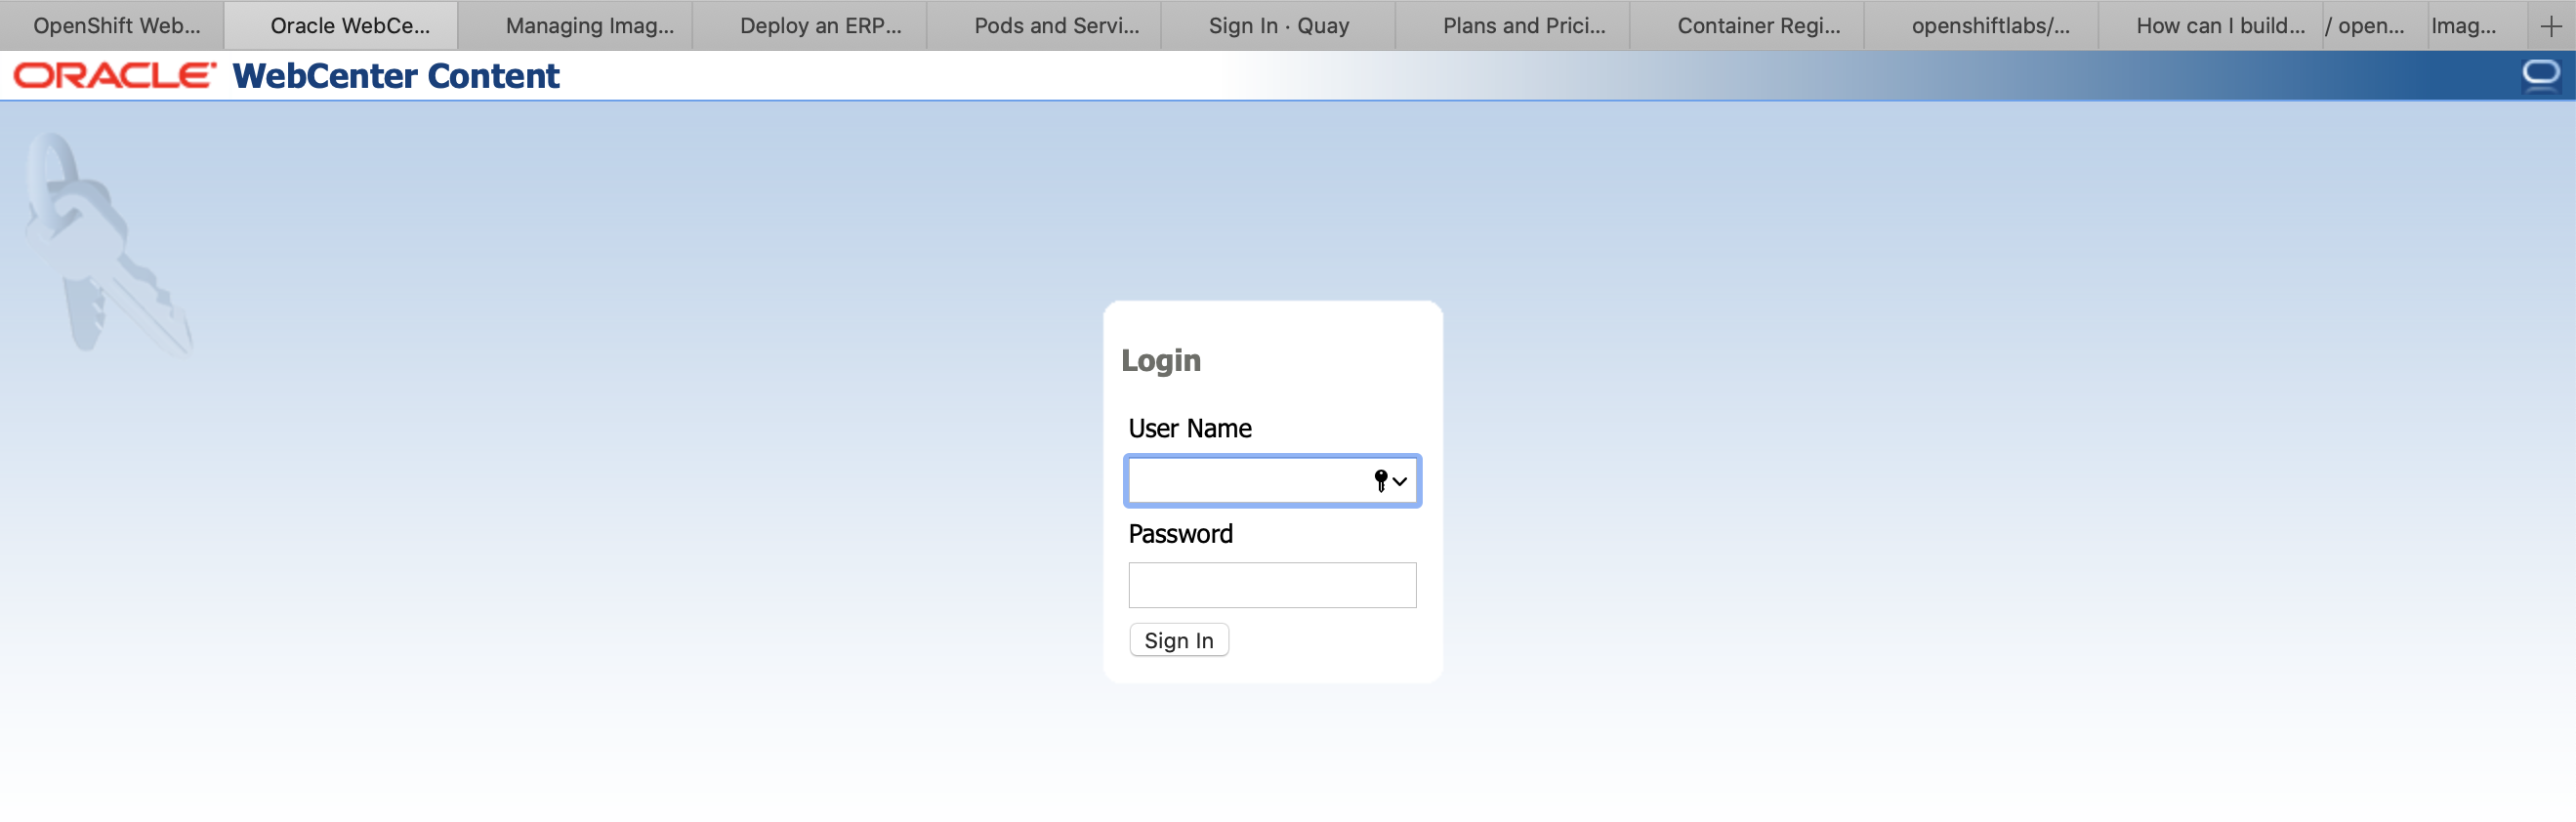 OpenShift Web... Oracle WebCe... Managing Imag... Deploy an ERP... Pods and Servi... Sign In · Quay Plans and Prici... Container Regi... openshiftlabs/... How can I build... / open... Imag...
ORACLE WebCenter Content
Login
User Name
Password
Sign In